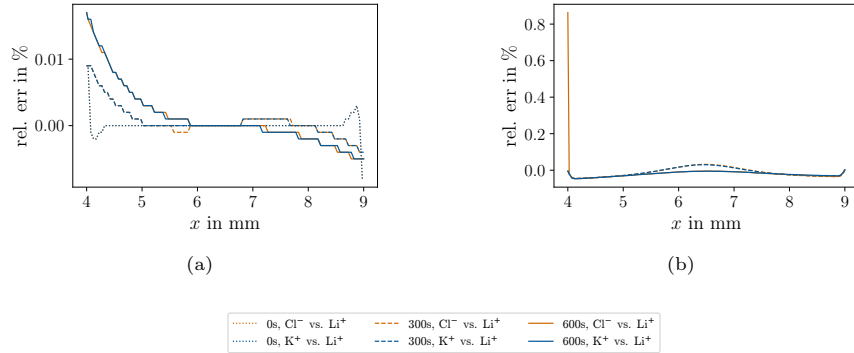 0.01
0.00
rel. err in %
4 5 6 7 8 9
x in mm
(a)
0.8
0.6
0.4
0.2
0.0
rel. err in %
4 5 6 7 8 9
x in mm
(b)
0s, Cl⁻ vs. Li⁺
300s, Cl⁻ vs. Li⁺
600s, Cl⁻ vs. Li⁺
0s, K⁺ vs. Li⁺
300s, K⁺ vs. Li⁺
600s, K⁺ vs. Li⁺